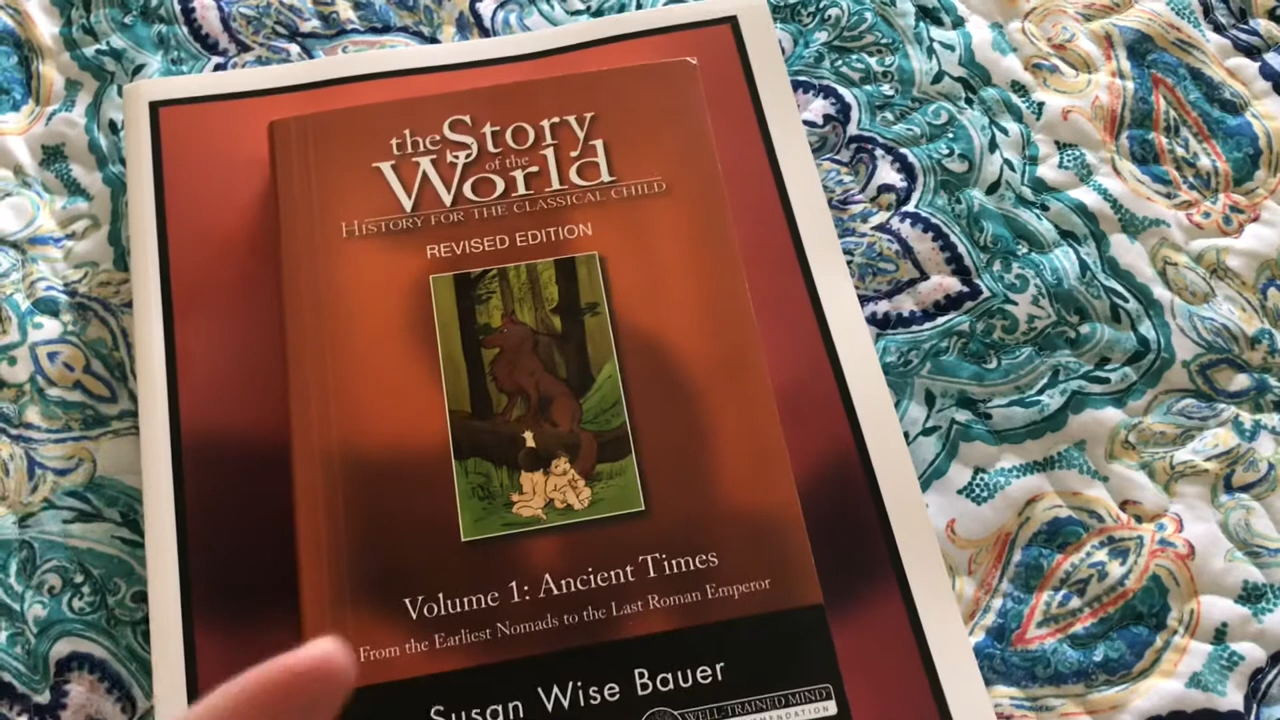 the Story
of the
World
HISTORY FOR THE CLASSICAL CHILD
REVISED EDITION
Volume 1: Ancient Times
From the Earliest Nomads to the Last Roman Emperor
Susan Wise Bauer
WELL-TRAINED MIND